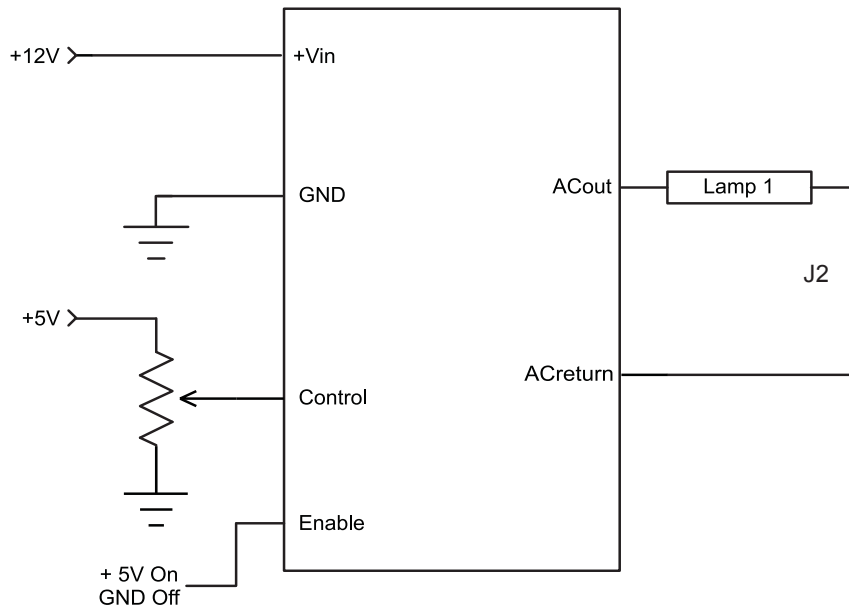 +12V
+Vin
GND
ACout
Lamp 1
J2
+5V
ACreturn
Control
Enable
+ 5V On
GND Off